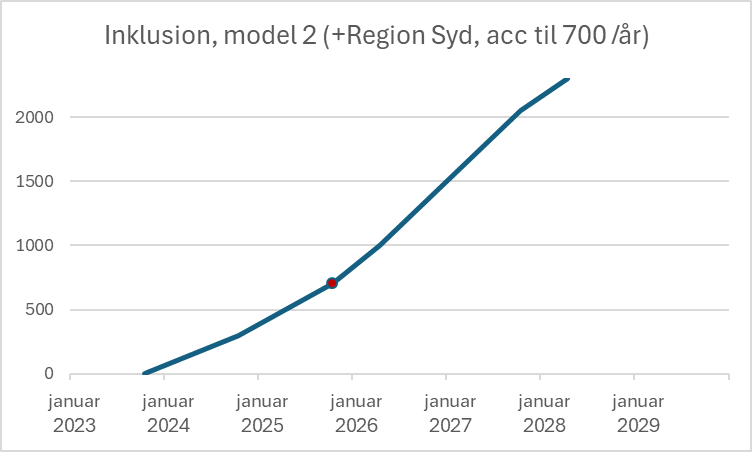 Inklusion, model 2 (+Region Syd, acc til 700 /år)
2000
1500
1000
500
0
januar januar januar januar januar januar januar
2023 2024 2025 2026 2027 2028 2029